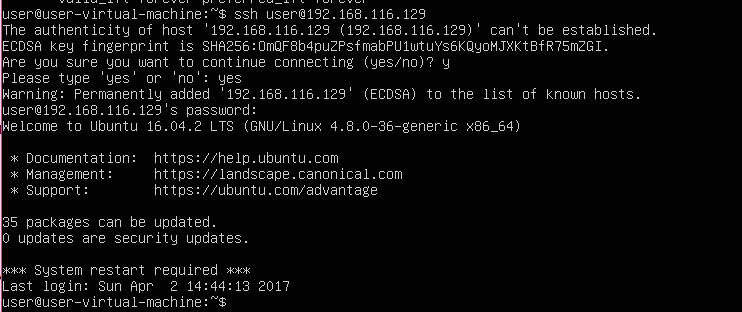 user@user-virtual-machine:~$ ssh user@192.168.116.129
The authenticity of host '192.168.116.129 (192.168.116.129)' can't be established.
ECDSA key fingerprint is SHA256:OmQF8b4puZPsfmabPU1wtuYs6KQyoMJXKtBfR75mZGI.
Are you sure you want to continue connecting (yes/no)? y
Please type 'yes' or 'no': yes
Warning: Permanently added '192.168.116.129' (ECDSA) to the list of known hosts.
user@192.168.116.129's password:
Welcome to Ubuntu 16.04.2 LTS (GNU/Linux 4.8.0-36-generic x86_64)
* Documentation:  https://help.ubuntu.com
* Management:     https://landscape.canonical.com
* Support:        https://ubuntu.com/advantage
35 packages can be updated.
0 updates are security updates.
*** System restart required ***
Last login: Sun Apr  2 14:44:13 2017
user@user-virtual-machine:~$